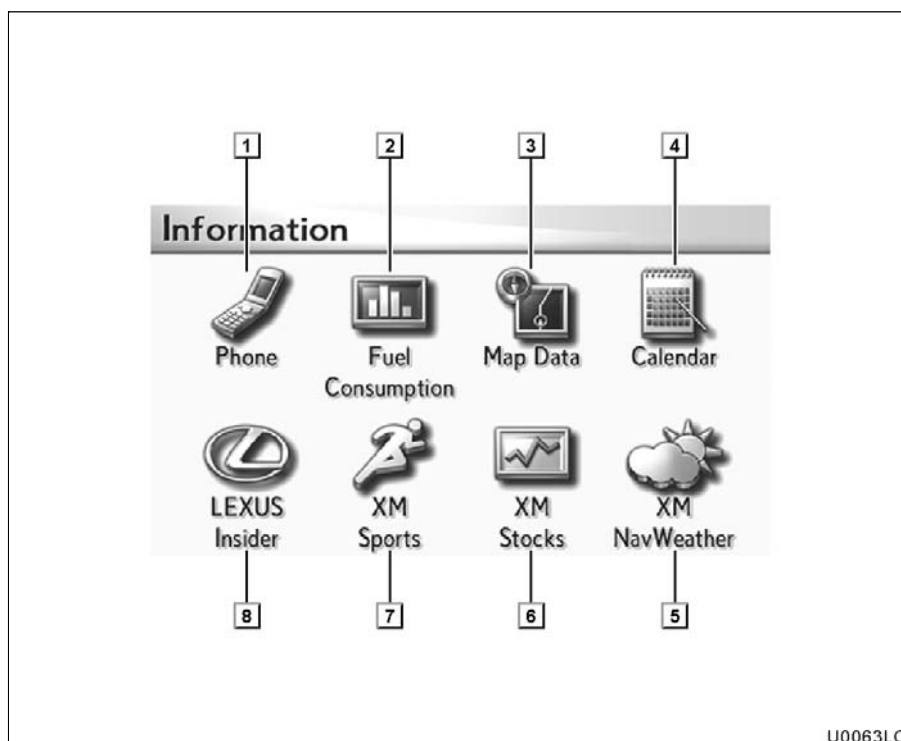 1 2 3 4
Information
Phone Fuel Consumption Map Data Calendar
LEXUS Insider XM Sports XM Stocks XM NavWeather
8 7 6 5
U0063LC